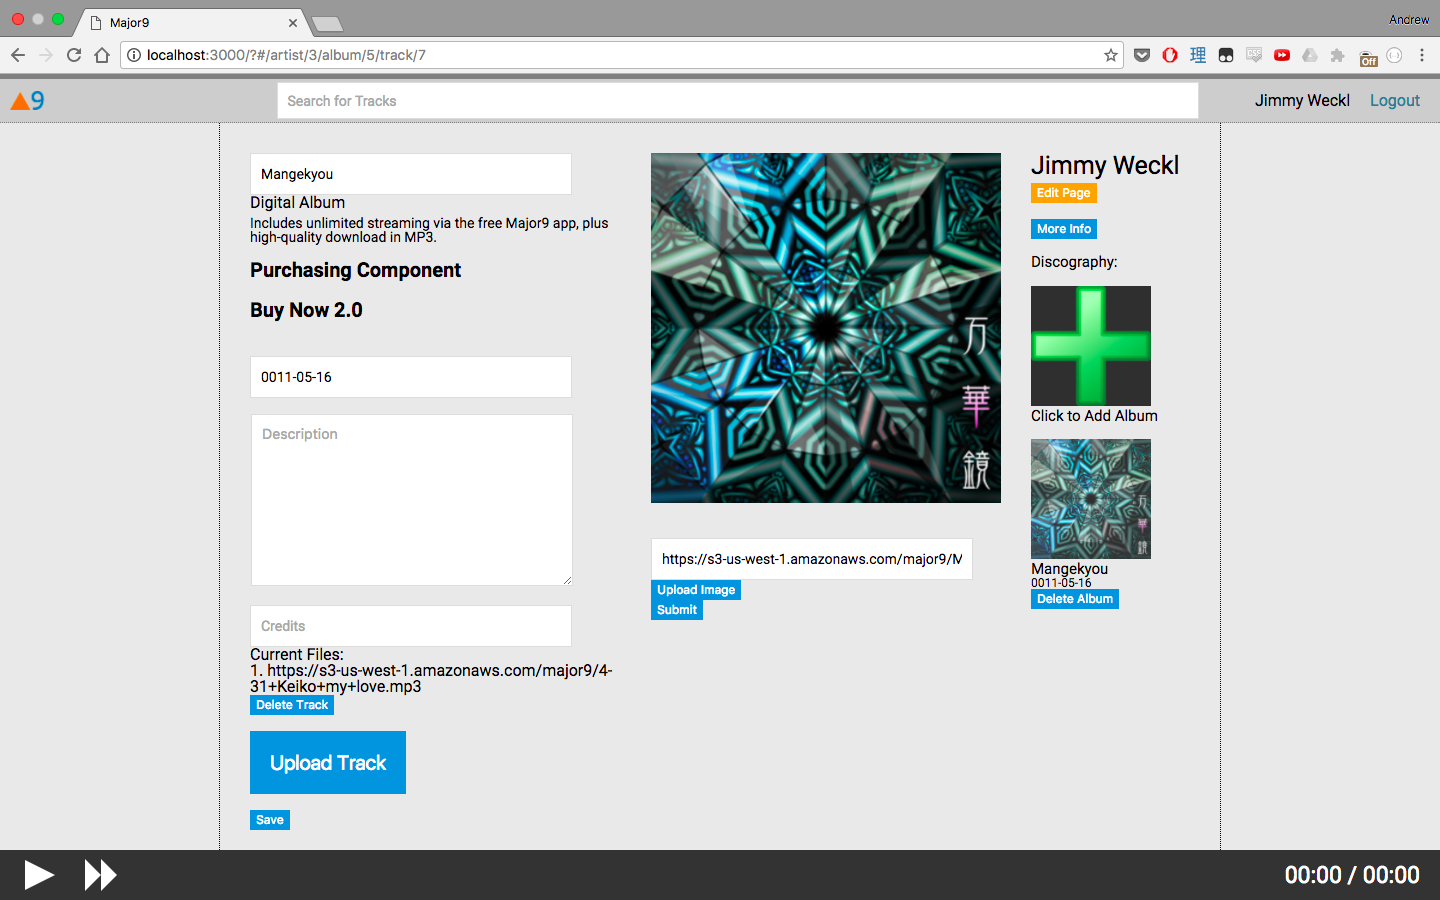 Major9
Andrew
localhost:3000/?#/artist/3/album/5/track/7
理
Off
9
Search for Tracks
Jimmy Weckl
Logout
Mangekyou
Digital Album
Includes unlimited streaming via the free Major9 app, plus
high-quality download in MP3.
Purchasing Component
Buy Now 2.0
0011-05-16
Description
Credits
Current Files:
1. https://s3-us-west-1.amazonaws.com/major9/4-
31+Keiko+my+love.mp3
Delete Track
Upload Track
Save
万
華
鏡
https://s3-us-west-1.amazonaws.com/major9/M
Upload Image
Submit
Jimmy Weckl
Edit Page
More Info
Discography:
Click to Add Album
万
華
鏡
Mangekyou
0011-05-16
Delete Album
00:00 / 00:00